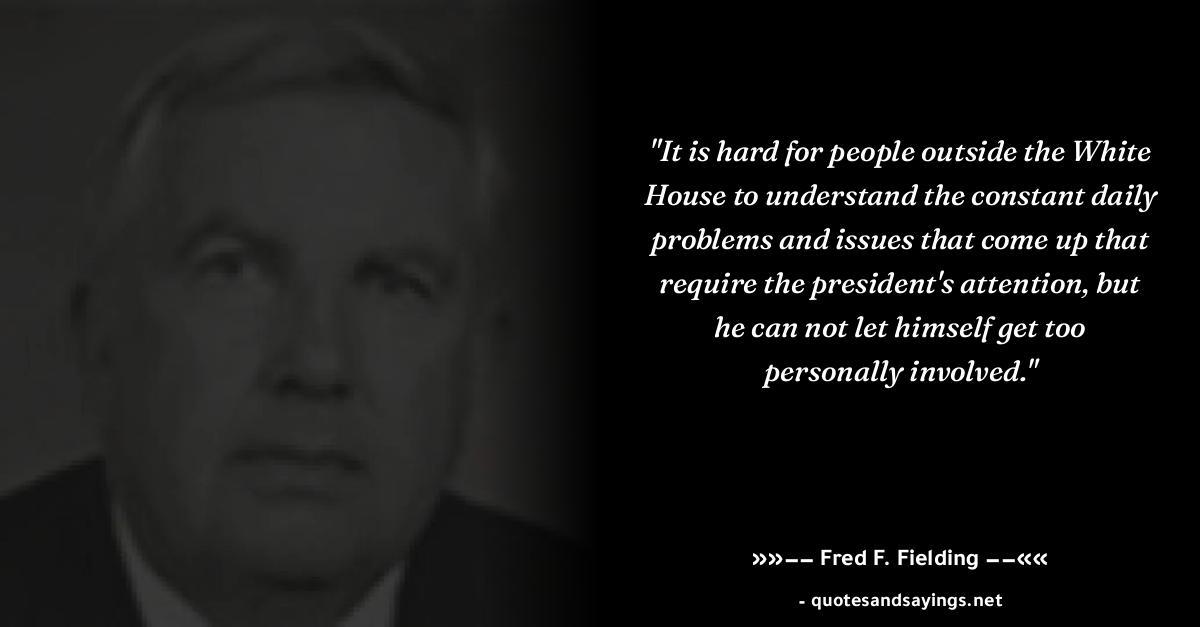 "It is hard for people outside the White
House to understand the constant daily
problems and issues that come up that
require the president's attention, but
he can not let himself get too
personally involved."
»»−− Fred F. Fielding −−««
- quotesandsayings.net